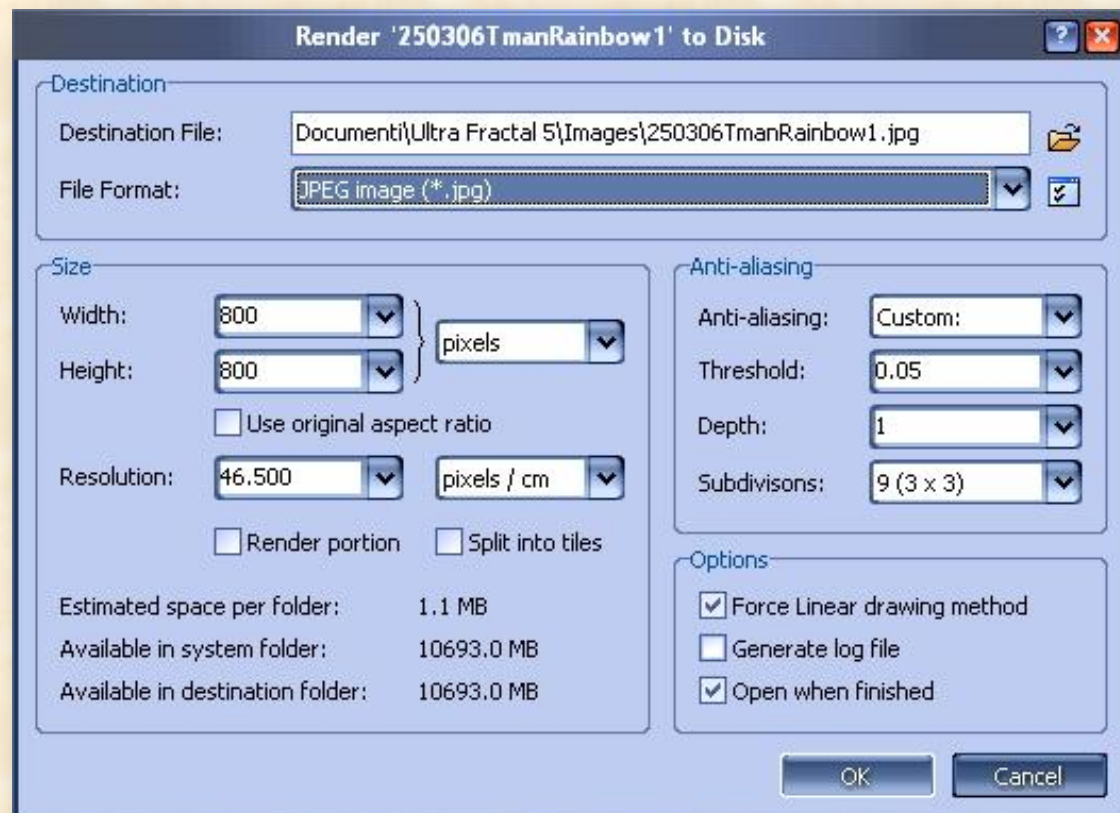 Render '250306TmanRainbow1' to Disk
Destination
Destination File: Documenti\Ultra Fractal 5\Images\250306TmanRainbow1.jpg
File Format: JPEG image (*.jpg)
Size
Width: 800
pixels
Height: 800
Use original aspect ratio
Resolution: 46.500 pixels / cm
Render portion Split into tiles
Estimated space per folder: 1.1 MB
Available in system folder: 10693.0 MB
Available in destination folder: 10693.0 MB
Anti-aliasing
Anti-aliasing: Custom:
Threshold: 0.05
Depth: 1
Subdivisons: 9 (3 x 3)
Options
Force Linear drawing method
Generate log file
Open when finished
OK Cancel